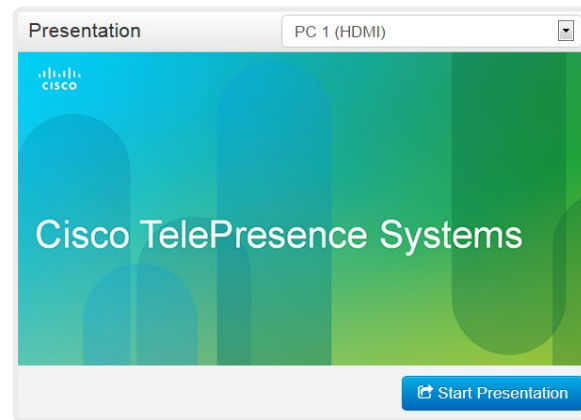 Presentation
PC 1 (HDMI)
CISCO
Cisco TelePresence Systems
Start Presentation